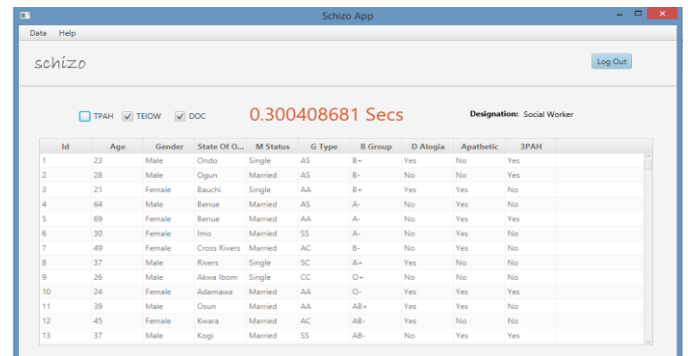 Schizo App
Data Help
schizo
Log Out
TPAH TEIOW DOC 0.300408681 Secs Designation: Social Worker
Id Age Gender State Of O... M Status G Type B Group D Alogia Apathetic 3PAH
1 23 Male Ondo Single AS B+ Yes No Yes
2 28 Male Ogun Married AS B- No No Yes
3 21 Female Bauchi Single AA B+ Yes Yes No
4 64 Male Benue Married AS A- No Yes No
5 69 Female Benue Married AA A- No Yes Yes
6 30 Female Imo Married SS A- No Yes No
7 49 Female Cross Rivers Married AC B- No Yes No
8 37 Male Rivers Single SC A+ Yes No No
9 26 Male Akwa Ibom Single CC O+ No No No
10 24 Female Adamawa Married AA O- Yes Yes Yes
11 39 Male Osun Married AA AB+ Yes Yes No
12 45 Female Kwara Married AC AB- Yes No No
13 37 Male Kogi Married SS AB- No Yes Yes